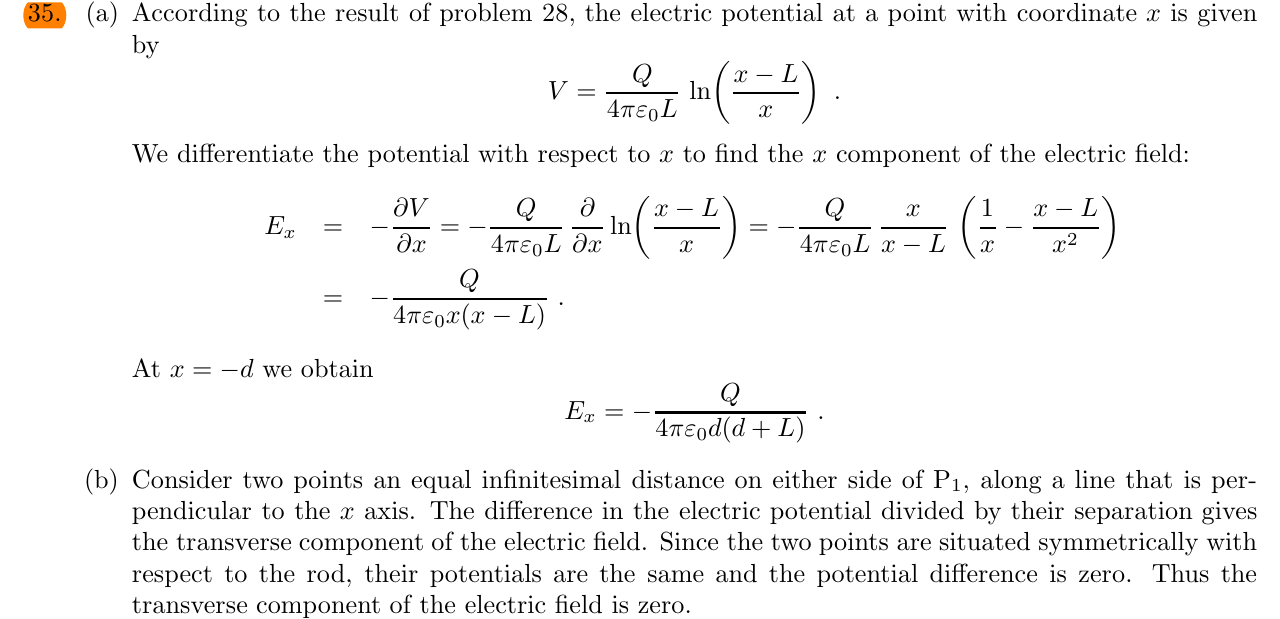 35. (a) According to the result of problem 28, the electric potential at a point with coordinate x is given
by
V = \frac{Q}{4\pi\varepsilon_0 L} \ln\left(\frac{x-L}{x}\right) .
We differentiate the potential with respect to x to find the x component of the electric field:
E_x = -\frac{\partial V}{\partial x} = -\frac{Q}{4\pi\varepsilon_0 L} \frac{\partial}{\partial x} \ln\left(\frac{x-L}{x}\right) = -\frac{Q}{4\pi\varepsilon_0 L} \frac{x}{x-L} \left(\frac{1}{x} - \frac{x-L}{x^2}\right)
= -\frac{Q}{4\pi\varepsilon_0 x(x-L)} .
At x = −d we obtain
E_x = -\frac{Q}{4\pi\varepsilon_0 d(d+L)} .
(b) Consider two points an equal infinitesimal distance on either side of P₁, along a line that is per-
pendicular to the x axis. The difference in the electric potential divided by their separation gives
the transverse component of the electric field. Since the two points are situated symmetrically with
respect to the rod, their potentials are the same and the potential difference is zero. Thus the
transverse component of the electric field is zero.